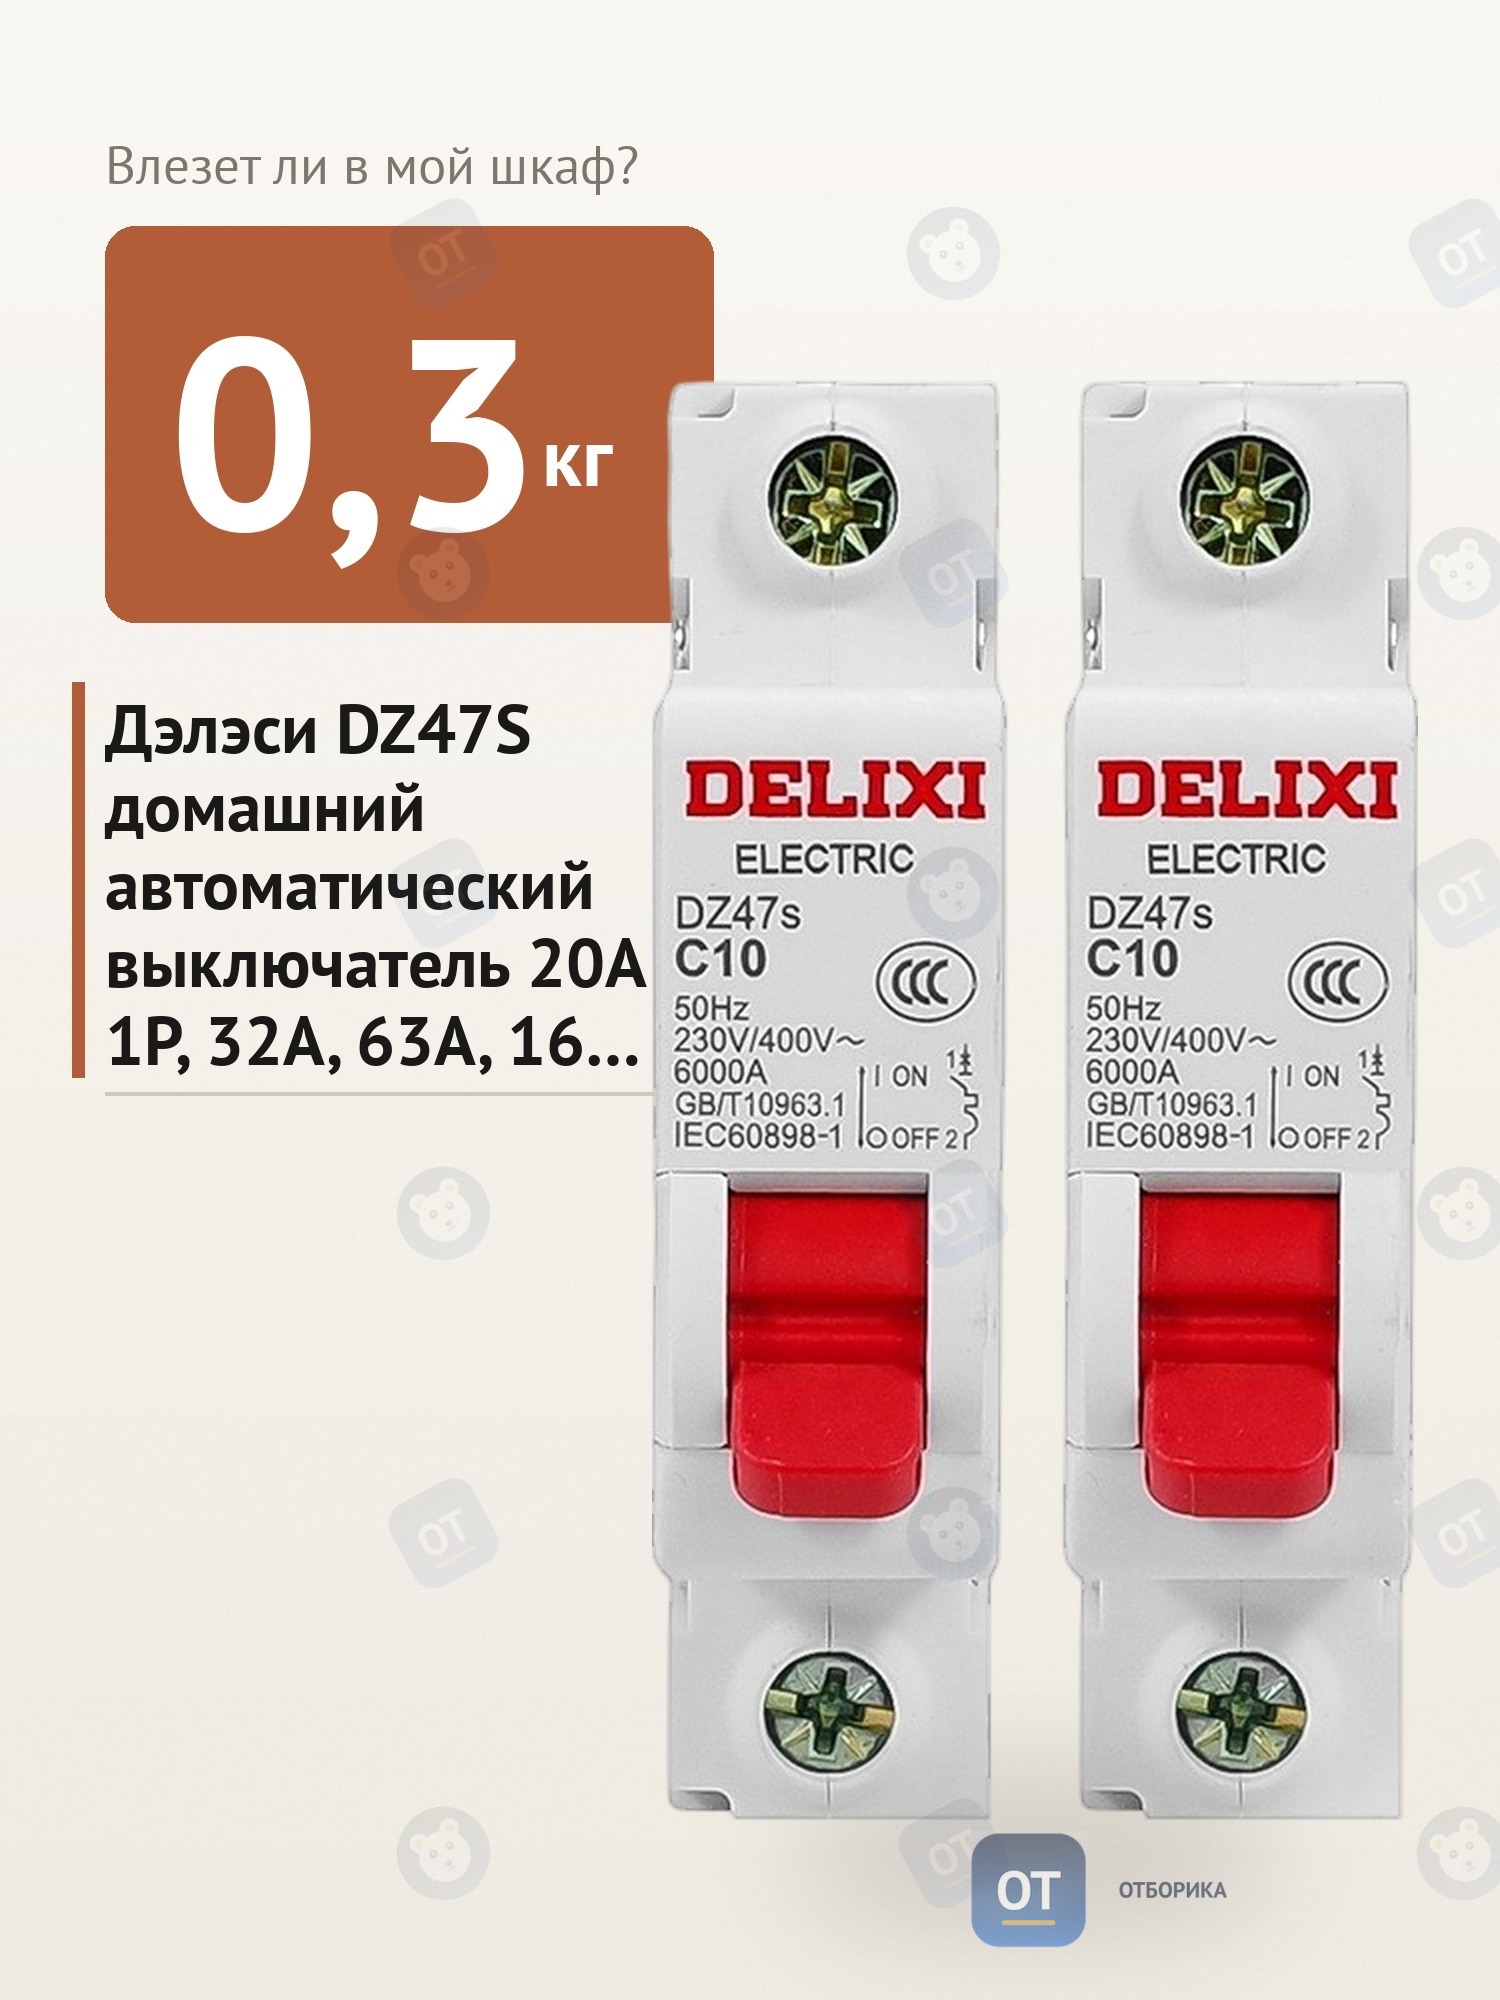 Влезет ли в мой шкаф?
0,3 кг
Дэлэси DZ47S
домашний
автоматический
выключатель 20А
1P, 32А, 63А, 16...
DELIXI
ELECTRIC
DZ47s
C10
CCC
50Hz
230V/400V~
6000A
GB/T10963.1
IEC60898-1
I ON
O OFF
1
2
DELIXI
ELECTRIC
DZ47s
C10
CCC
50Hz
230V/400V~
6000A
GB/T10963.1
IEC60898-1
I ON
O OFF
1
2
ОТ
ОТБОРИКА